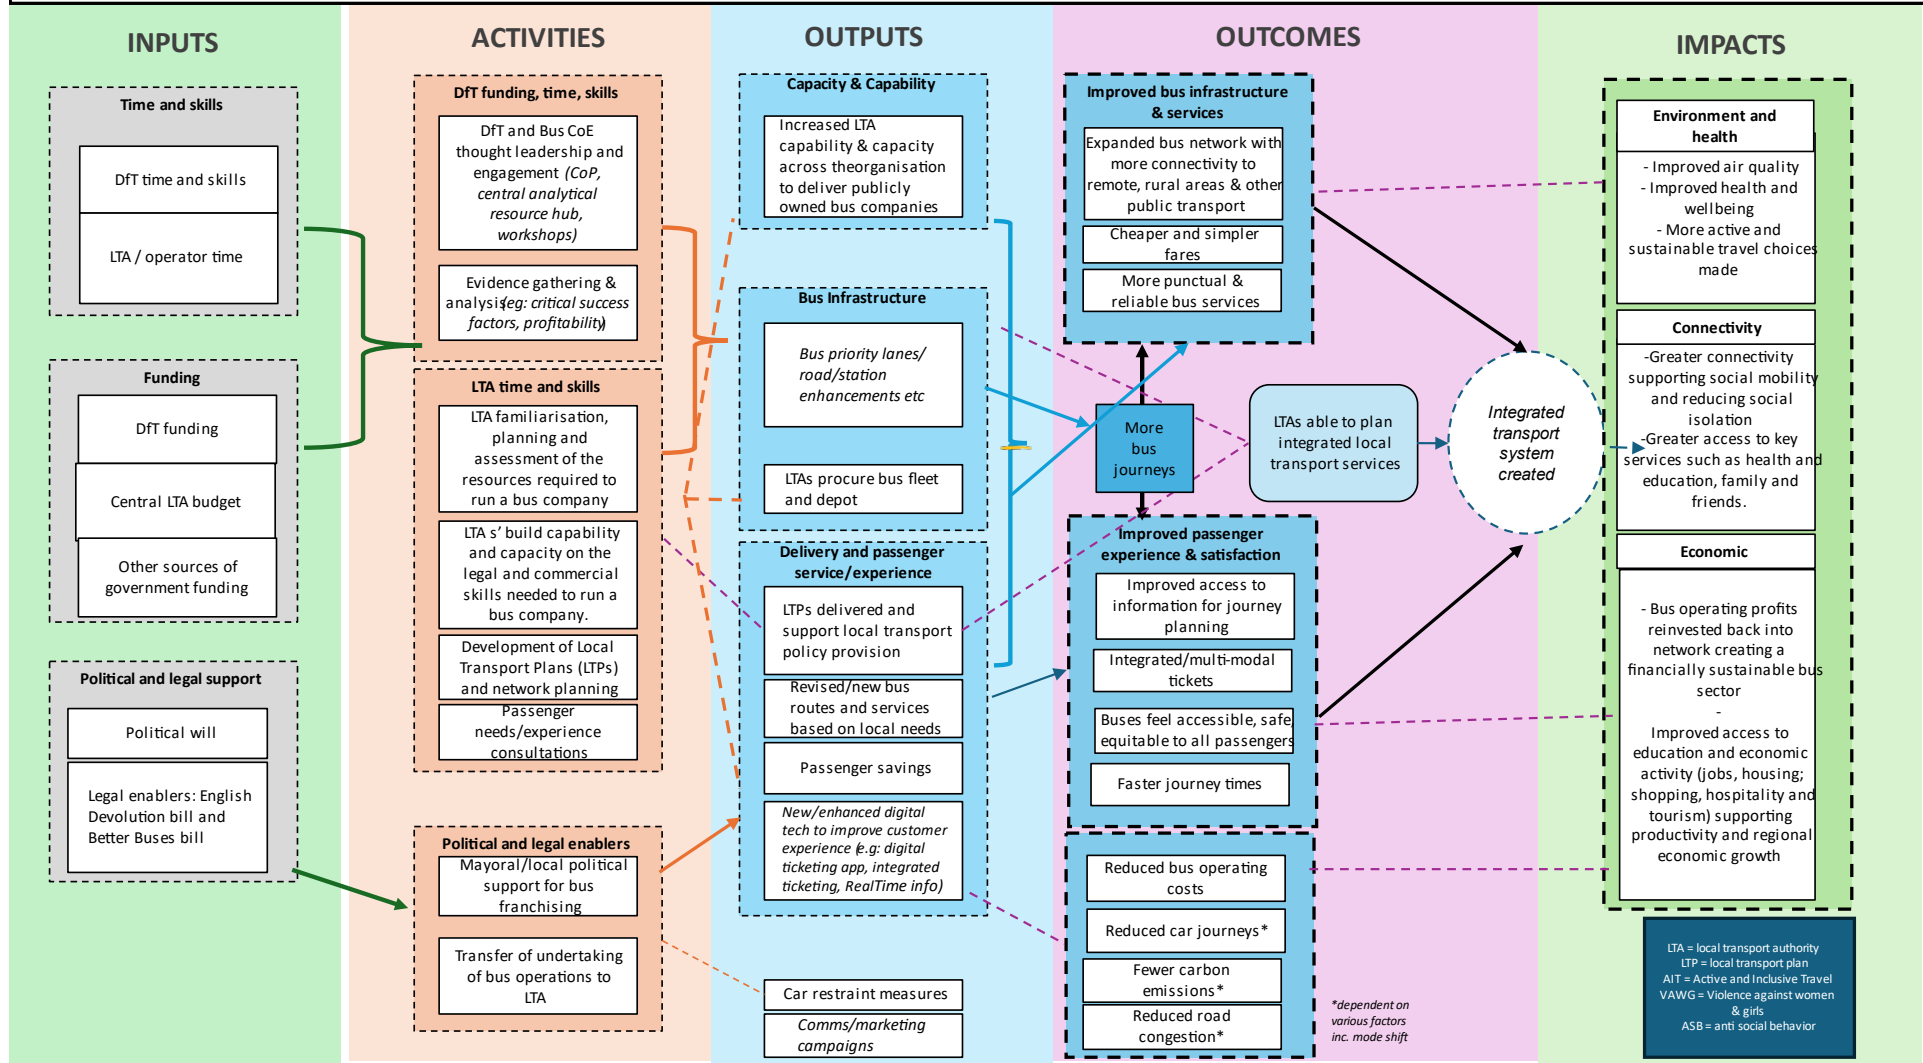 INPUTS
Time and skills
DfT time and skills
LTA / operator time
Funding
DfT funding
Central LTA budget
Other sources of
government funding
Political and legal support
Political will
Legal enablers: English
Devolution bill and
Better Buses bill
ACTIVITIES
DfT funding, time, skills
DfT and Bus CoE
thought leadership and
engagement (CoP,
central analytical
resource hub,
workshops)
Evidence gathering &
analysis(eg: critical success
factors, profitability)
LTA time and skills
LTA familiarisation,
planning and
assessment of the
resources required to
run a bus company
LTA s' build capability
and capacity on the
legal and commercial
skills needed to run a
bus company.
Development of Local
Transport Plans (LTPs)
and network planning
Passenger
needs/experience
consultations
Political and legal enablers
Mayoral/local political
support for bus
franchising
Transfer of undertaking
of bus operations to
LTA
OUTPUTS
Capacity & Capability
Increased LTA
capability & capacity
across theorganisation
to deliver publicly
owned bus companies
Bus Infrastructure
Bus priority lanes/
road/station
enhancements etc
LTAs procure bus fleet
and depot
Delivery and passenger
service/experience
LTPs delivered and
support local transport
policy provision
Revised/new bus
routes and services
based on local needs
Passenger savings
New/enhanced digital
tech to improve customer
experience (e.g: digital
ticketing app, integrated
ticketing, RealTime info)
Car restraint measures
Comms/marketing
campaigns
OUTCOMES
Improved bus infrastructure
& services
Expanded bus network with
more connectivity to
remote, rural areas & other
public transport
Cheaper and simpler
fares
More punctual &
reliable bus services
More
bus
journeys
LTAs able to plan
integrated local
transport services
Integrated
transport
system
created
Improved passenger
experience & satisfaction
Improved access to
information for journey
planning
Integrated/multi-modal
tickets
Buses feel accessible, safe,
equitable to all passengers
Faster journey times
Reduced bus operating
costs
Reduced car journeys*
Fewer carbon
emissions*
Reduced road
congestion*
*dependent on
various factors
inc. mode shift
IMPACTS
Environment and
health
- Improved air quality
- Improved health and
wellbeing
- More active and
sustainable travel choices
made
Connectivity
-Greater connectivity
supporting social mobility
and reducing social
isolation
-Greater access to key
services such as health and
education, family and
friends.
Economic
- Bus operating profits
reinvested back into
network creating a
financially sustainable bus
sector
-
Improved access to
education and economic
activity (jobs, housing;
shopping, hospitality and
tourism) supporting
productivity and regional
economic growth
LTA = local transport authority
LTP = local transport plan
AIT = Active and Inclusive Travel
VAWG = Violence against women
& girls
ASB = anti social behavior